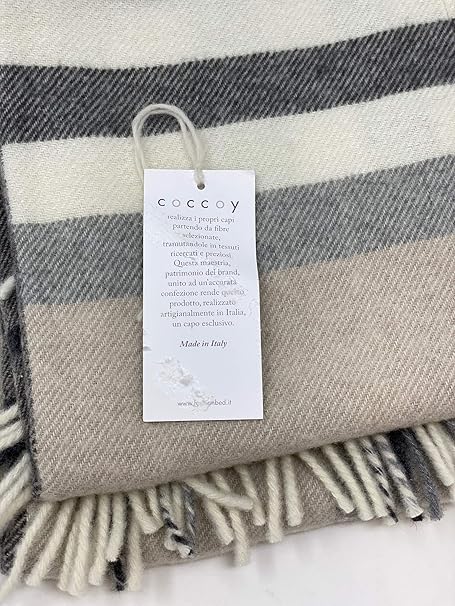 coccoy
realizza i propri capi
partendo da fibre
selezionate,
tramutandole in tessuti
ricercati e preziosi.
Questa maestria,
patrimonio del brand,
unito ad un'accurata
confezione rende questo
prodotto, realizzato
artigianalmente in Italia,
un capo esclusivo.
Made in Italy